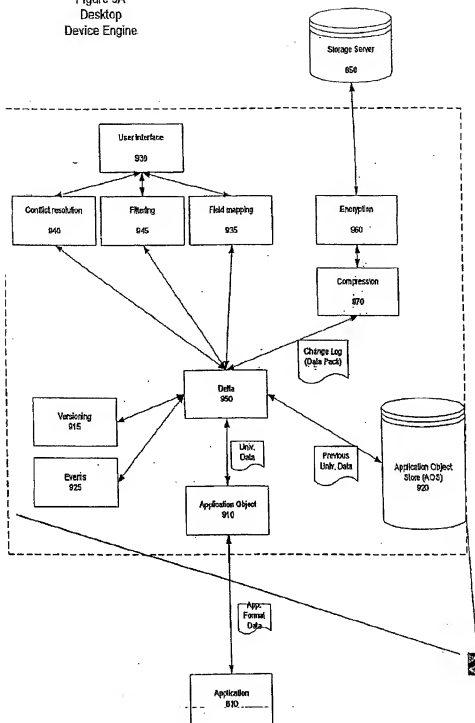 Figure 9A
Desktop
Device Engine
Storage Server
850
User Interface
930
Conflict resolution
940
Filtering
945
Field mapping
935
Encryption
960
Compression
970
Change Log
(Data Pack)
Delta
950
Versioning
915
Events
925
Univ.
Data
Previous
Univ. Data
Application Object
Store (AOS)
920
Application Object
910
App.
Format
Data
Application
810